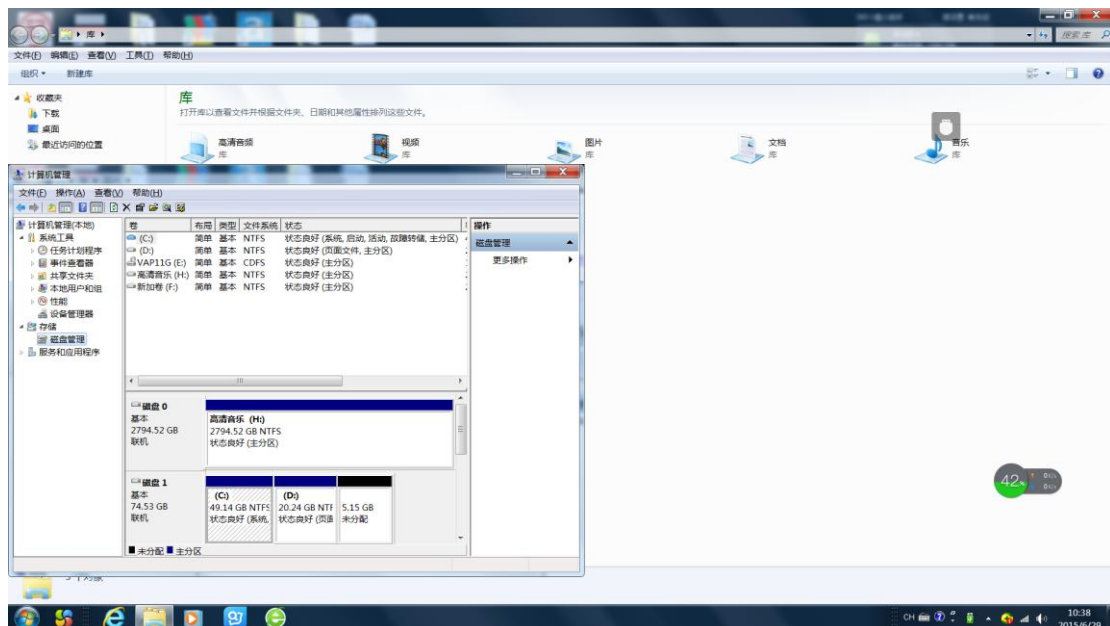 库
搜索库
文件(F) 编辑(E) 查看(V) 工具(T) 帮助(H)
组织 新建库
收藏夹
下载
桌面
最近访问的位置
库
打开库以查看文件并根据文件夹、日期和其他属性排列这些文件。
高清音频
库
视频
库
图片
库
文档
库
音乐
库
计算机管理
文件(F) 操作(A) 查看(V) 帮助(H)
计算机管理(本地)
系统工具
任务计划程序
事件查看器
共享文件夹
本地用户和组
性能
设备管理器
存储
磁盘管理
服务和应用程序
卷 布局 类型 文件系统 状态
(C:) 简单 基本 NTFS 状态良好 (系统, 启动, 活动, 故障转储, 主分区)
(D:) 简单 基本 NTFS 状态良好 (页面文件, 主分区)
VAP11G (E:) 简单 基本 CDFS 状态良好 (主分区)
高清音乐 (H:) 简单 基本 NTFS 状态良好 (主分区)
新加卷 (F:) 简单 基本 NTFS 状态良好 (主分区)
操作
磁盘管理
更多操作
磁盘 0
基本
2794.52 GB
联机
高清音乐 (H:)
2794.52 GB NTFS
状态良好 (主分区)
磁盘 1
基本
74.53 GB
联机
(C:)
49.14 GB NTFS
状态良好 (系统,
(D:)
20.24 GB NTF
状态良好 (页面
5.15 GB
未分配
未分配 主分区
42%
CH
10:38
2015/6/29